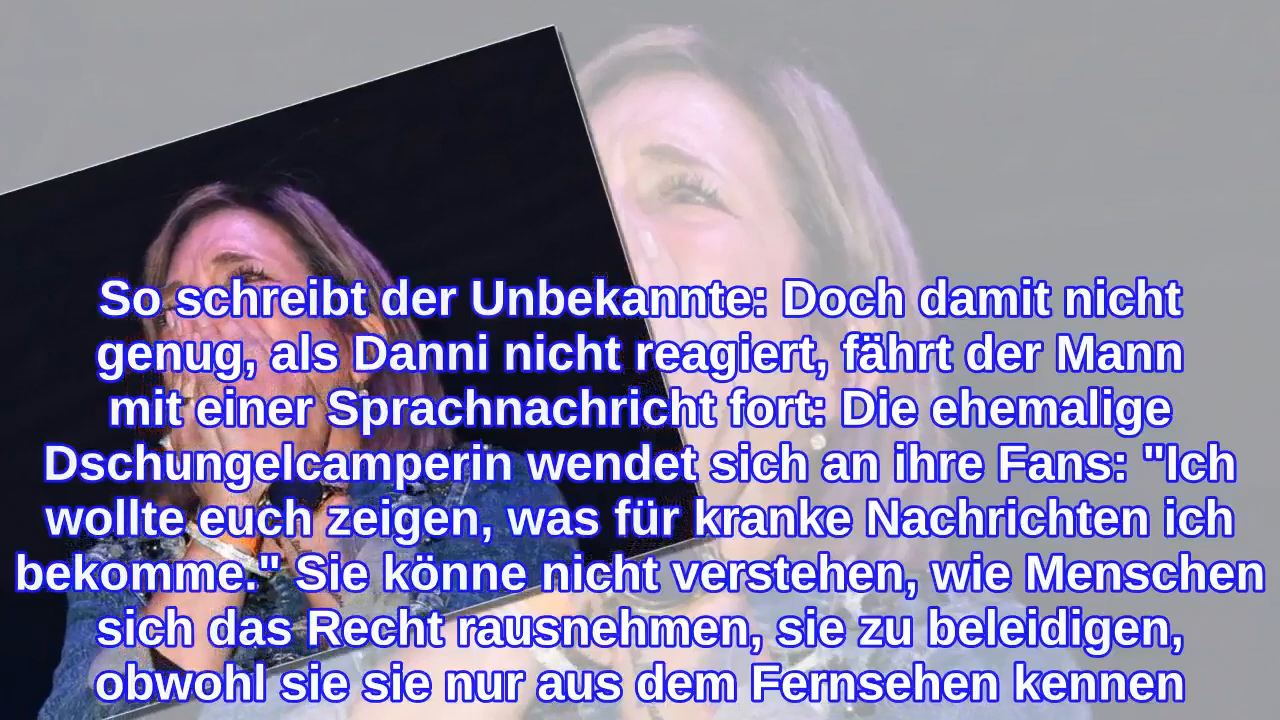 So schreibt der Unbekannte: Doch damit nicht
genug, als Danni nicht reagiert, fährt der Mann
mit einer Sprachnachricht fort: Die ehemalige
Dschungelcamperin wendet sich an ihre Fans: "Ich
wollte euch zeigen, was für kranke Nachrichten ich
bekomme." Sie könne nicht verstehen, wie Menschen
sich das Recht rausnehmen, sie zu beleidigen,
obwohl sie sie nur aus dem Fernsehen kennen